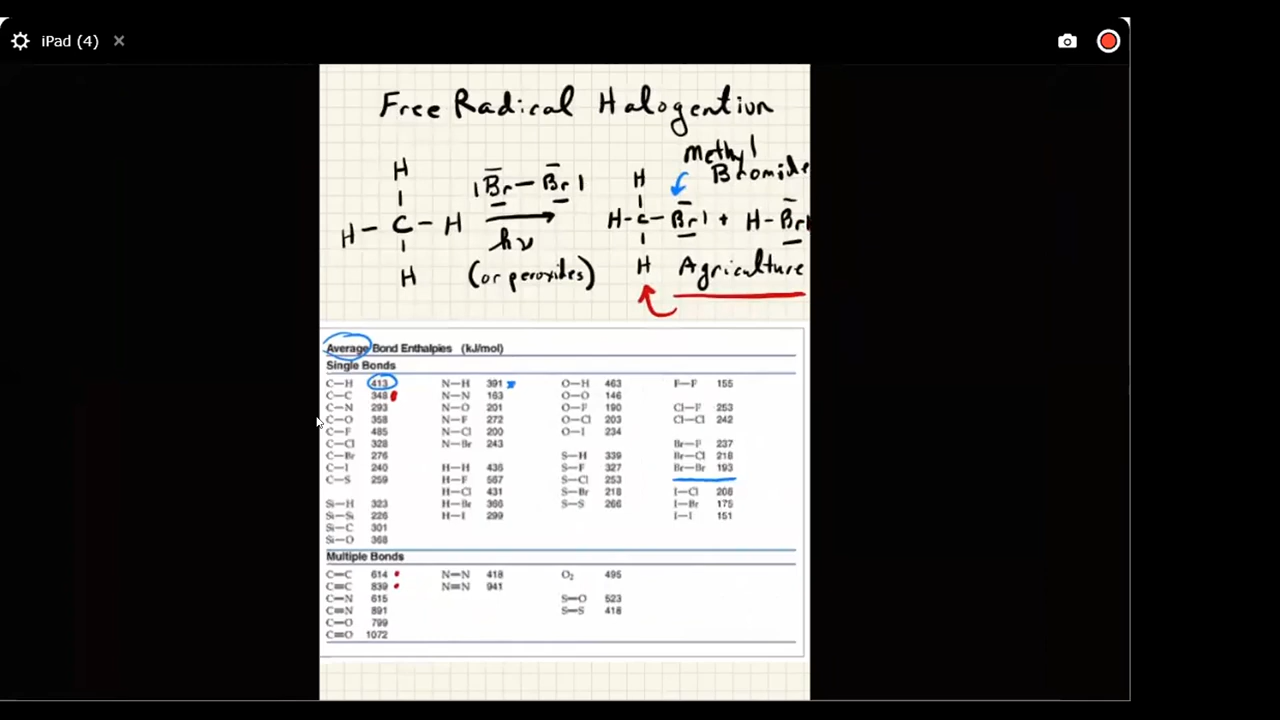 iPad (4)
Free Radical Halogention
Methyl
Bromide
H
H – C – H
H
|Br – Br|
hν
(or peroxides)
H
H-C-Br| + H-Br|
H
Agriculture
Average Bond Enthalpies (kJ/mol)
Single Bonds
C—H 413 N—H 391 O—H 463 F—F 155
C—C 348 N—N 163 O—O 146
C—N 293 N—O 201 O—F 190 Cl—F 253
C—O 358 N—F 272 O—Cl 203 Cl—Cl 242
C—F 485 N—Cl 200 O—I 234
C—Cl 328 N—Br 243 Br—F 237
C—Br 276 S—H 339 Br—Cl 218
C—I 240 H—H 436 S—F 327 Br—Br 193
C—S 259 H—F 567 S—Cl 253
H—Cl 431 S—Br 218 I—Cl 208
Si—H 323 H—Br 366 S—S 266 I—Br 175
Si—Si 226 H—I 299 I—I 151
Si—C 301
Si—O 368
Multiple Bonds
C=C 614 N=N 418 O₂ 495
C≡C 839 N≡N 941
C=N 615 S=O 523
C≡N 891 S=S 418
C=O 799
C≡O 1072